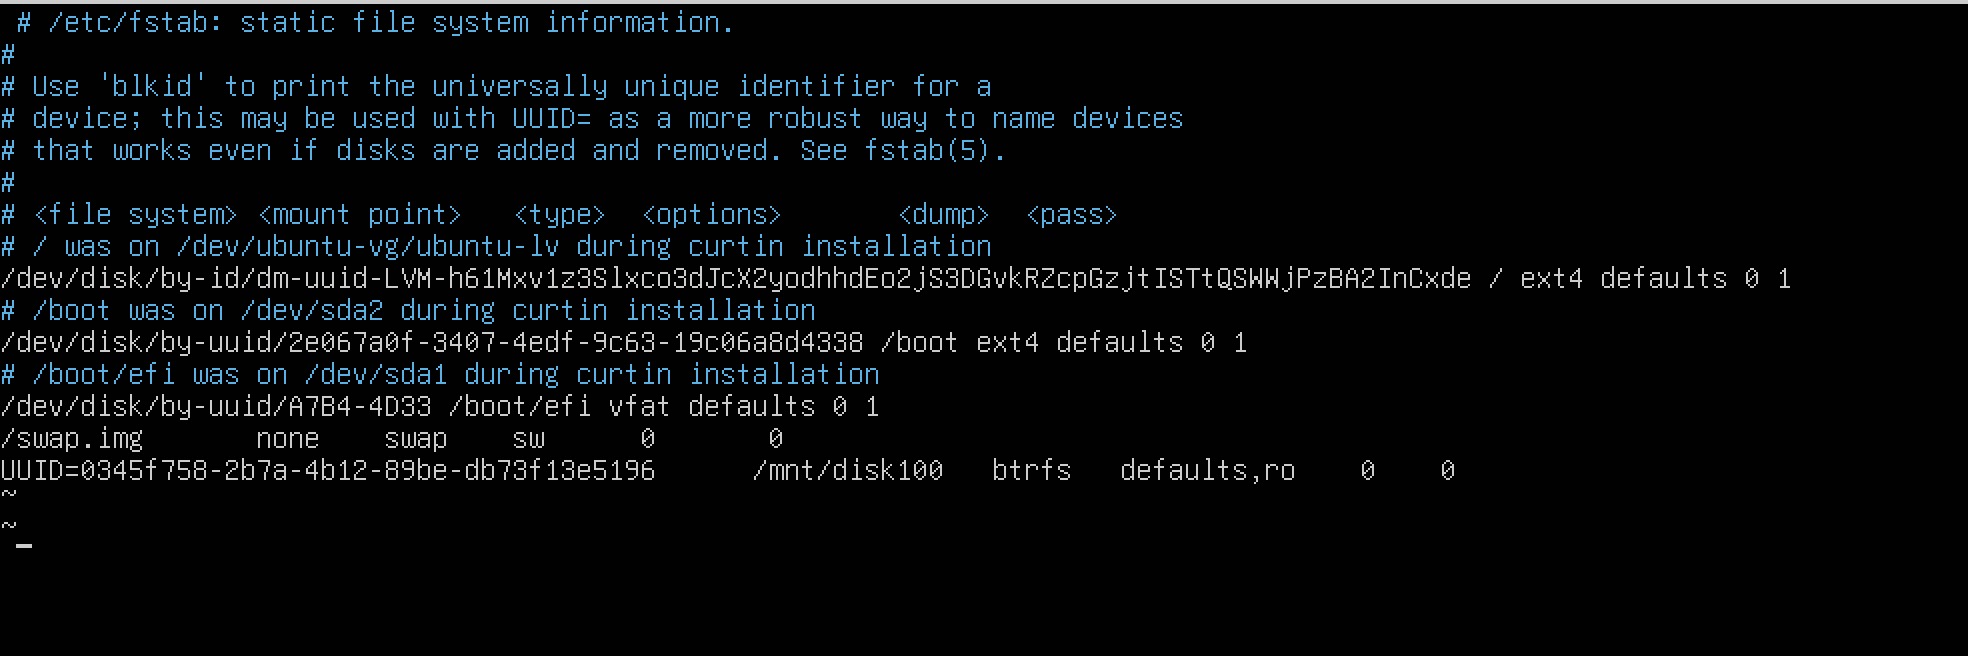 # /etc/fstab: static file system information.
#
# Use 'blkid' to print the universally unique identifier for a
# device; this may be used with UUID= as a more robust way to name devices
# that works even if disks are added and removed. See fstab(5).
#
# <file system> <mount point>   <type>  <options>       <dump>  <pass>
# / was on /dev/ubuntu-vg/ubuntu-lv during curtin installation
/dev/disk/by-id/dm-uuid-LVM-h61Mxv1z3Slxco3dJcX2yodhhdEo2jS3DGvkRZcpGzjtISTtQSWWjPzBA2InCxde / ext4 defaults 0 1
# /boot was on /dev/sda2 during curtin installation
/dev/disk/by-uuid/2e067a0f-3407-4edf-9c63-19c06a8d4338 /boot ext4 defaults 0 1
# /boot/efi was on /dev/sda1 during curtin installation
/dev/disk/by-uuid/A7B4-4D33 /boot/efi vfat defaults 0 1
/swap.img       none    swap    sw      0       0
UUID=0345f758-2b7a-4b12-89be-db73f13e5196      /mnt/disk100   btrfs   defaults,ro    0    0
~
~